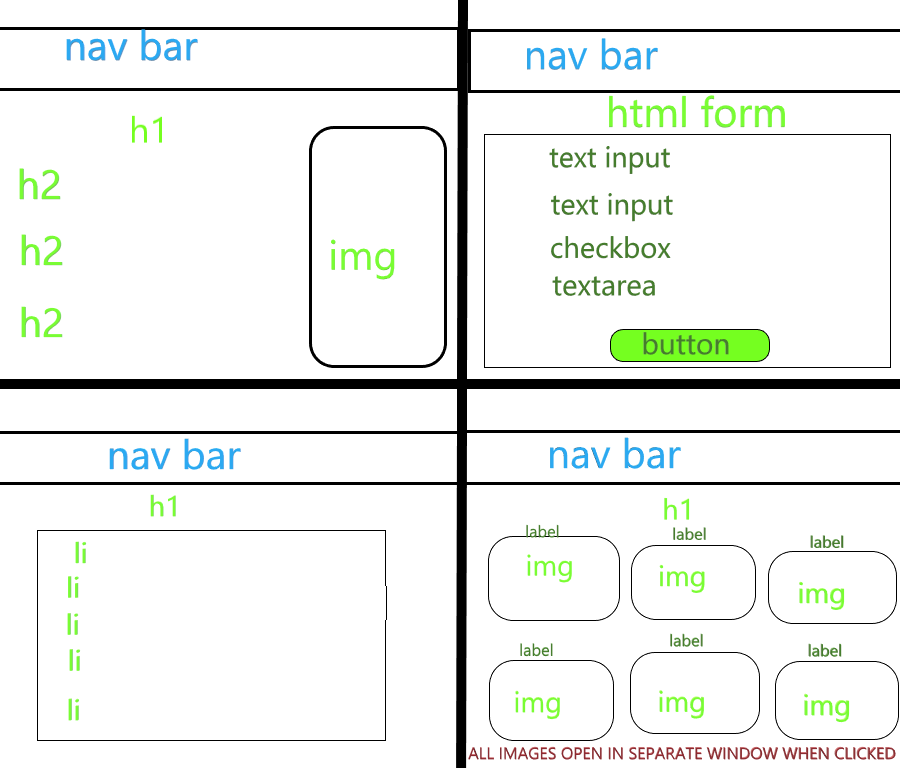 nav bar
h1
h2
h2
h2
img
nav bar
html form
text input
text input
checkbox
textarea
button
nav bar
h1
li
li
li
li
li
nav bar
h1
label
label
label
img
img
img
label
label
label
img
img
img
ALL IMAGES OPEN IN SEPARATE WINDOW WHEN CLICKED